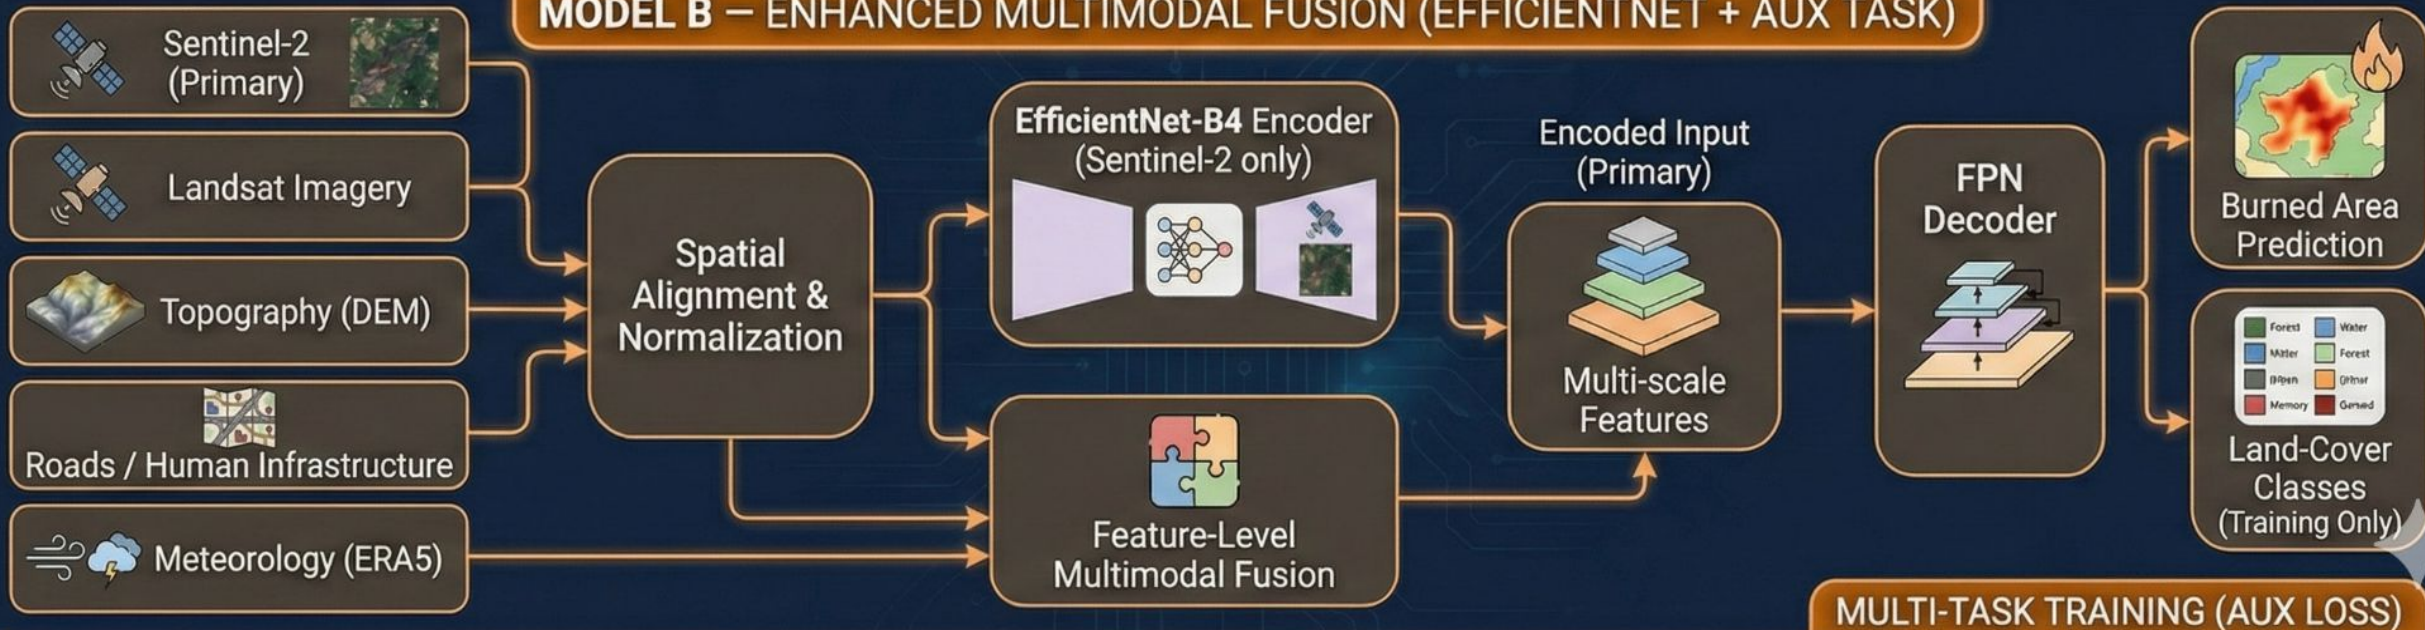 MODEL B – ENHANCED MULTIMODAL FUSION (EFFICIENTNET + AUX TASK)
Sentinel-2
(Primary)
Landsat Imagery
Topography (DEM)
Roads / Human Infrastructure
Meteorology (ERA5)
Spatial
Alignment &
Normalization
EfficientNet-B4 Encoder
(Sentinel-2 only)
Feature-Level
Multimodal Fusion
Encoded Input
(Primary)
Multi-scale
Features
FPN
Decoder
Burned Area
Prediction
Forest Water
Forest
Memory
Land-Cover
Classes
(Training Only)
MULTI-TASK TRAINING (AUX LOSS)